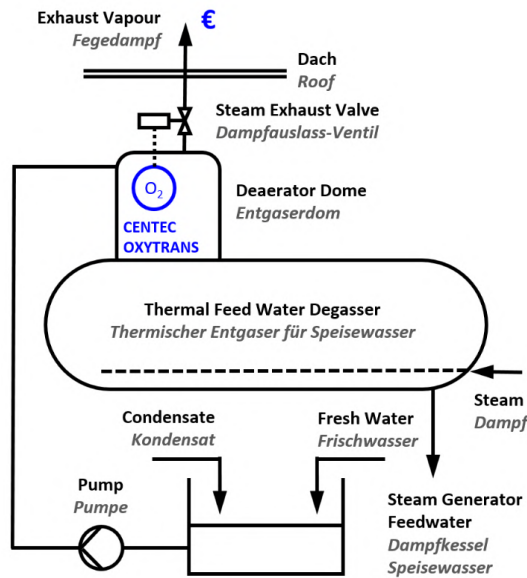 Exhaust Vapour
Fegedampf
€
Dach
Roof
Steam Exhaust Valve
Dampfauslass-Ventil
O2
Deaerator Dome
Entgaserdom
CENTEC
OXYTRANS
Thermal Feed Water Degasser
Thermischer Entgaser für Speisewasser
Steam
Dampf
Condensate
Kondensat
Fresh Water
Frischwasser
Pump
Pumpe
Steam Generator
Feedwater
Dampfkessel
Speisewasser